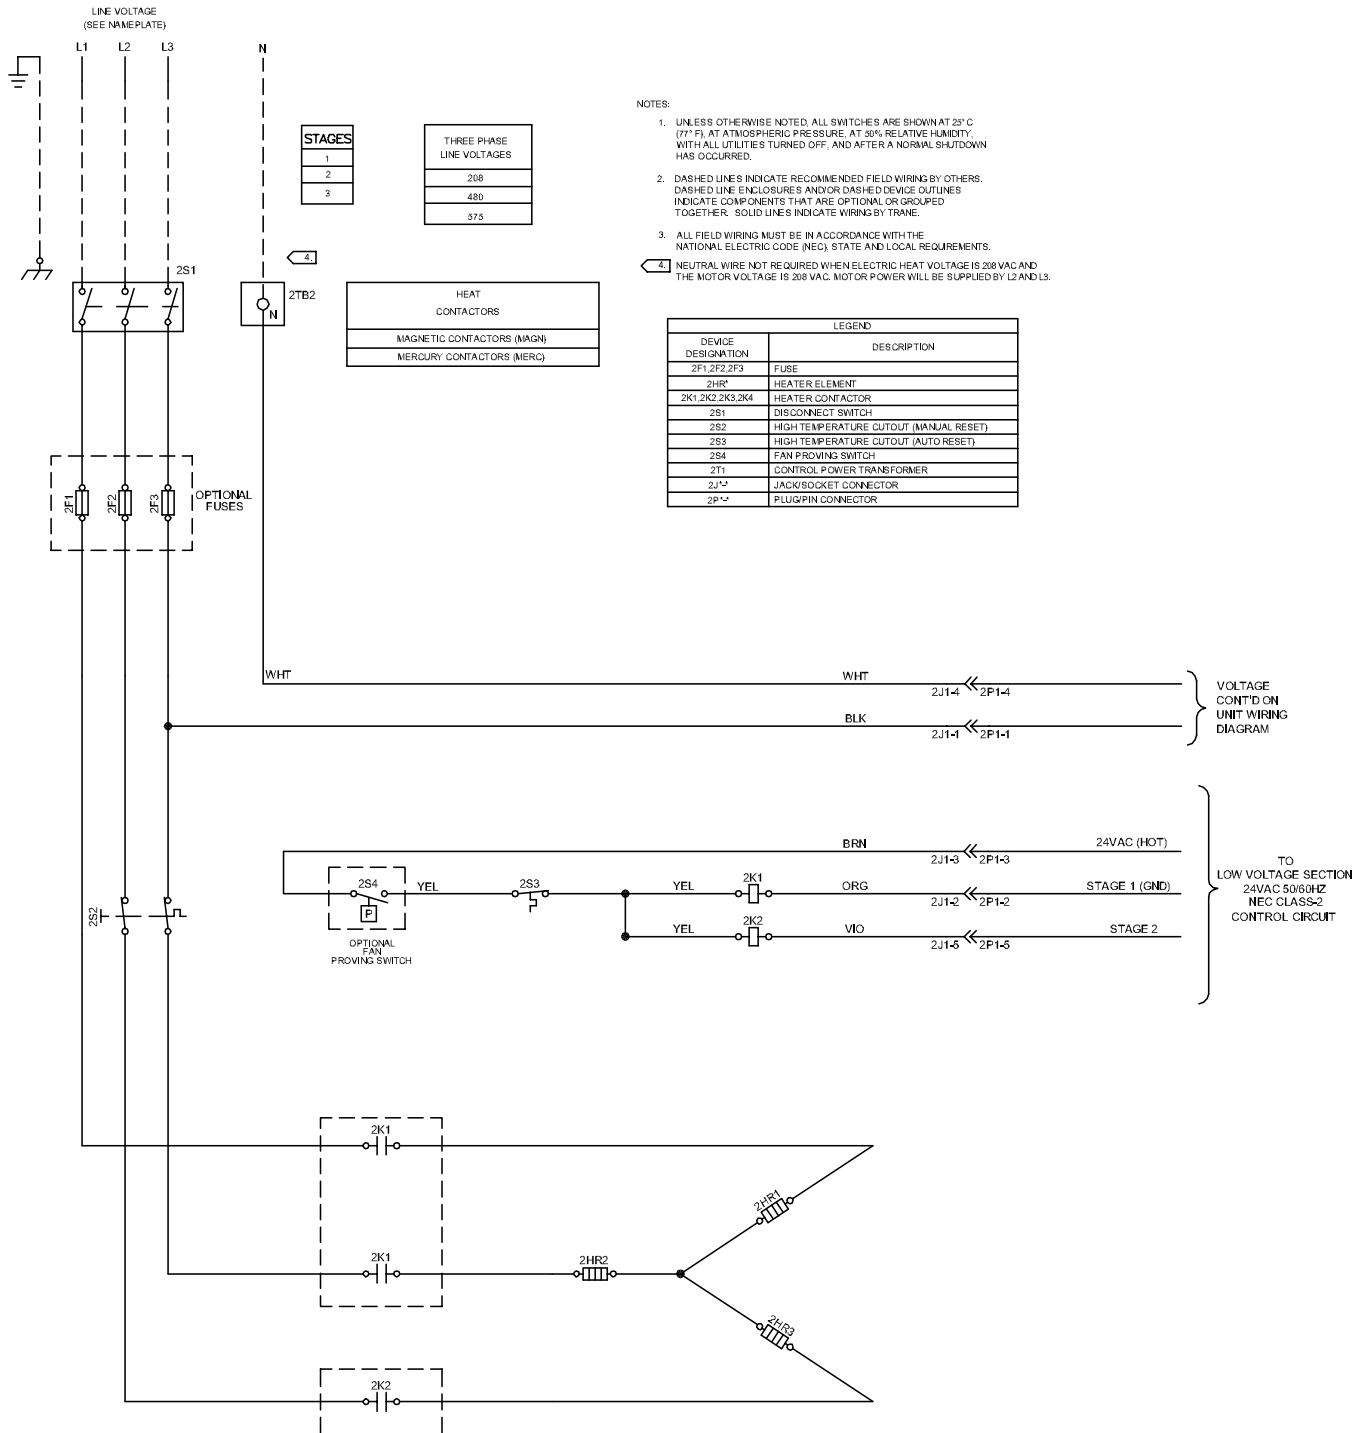 LINE VOLTAGE
(SEE NAMEPLATE)
L1 L2 L3 N
STAGES
1
2
3
THREE PHASE
LINE VOLTAGES
208
480
575
NOTES:
1. UNLESS OTHERWISE NOTED, ALL SWITCHES ARE SHOWN AT 25° C
(77° F), AT ATMOSPHERIC PRESSURE, AT 50% RELATIVE HUMIDITY,
WITH ALL UTILITIES TURNED OFF, AND AFTER A NORMAL SHUTDOWN
HAS OCCURRED.
2. DASHED LINES INDICATE RECOMMENDED FIELD WIRING BY OTHERS.
DASHED LINE ENCLOSURES AND/OR DASHED DEVICE OUTLINES
INDICATE COMPONENTS THAT ARE OPTIONAL OR GROUPED
TOGETHER. SOLID LINES INDICATE WIRING BY TRANE.
3. ALL FIELD WIRING MUST BE IN ACCORDANCE WITH THE
NATIONAL ELECTRIC CODE (NEC), STATE AND LOCAL REQUIREMENTS.
4. NEUTRAL WIRE NOT REQUIRED WHEN ELECTRIC HEAT VOLTAGE IS 208 VAC AND
THE MOTOR VOLTAGE IS 208 VAC. MOTOR POWER WILL BE SUPPLIED BY L2 AND L3.
4.
2S1
2TB2
N
HEAT
CONTACTORS
MAGNETIC CONTACTORS (MAGN)
MERCURY CONTACTORS (MERC)
LEGEND
DEVICE
DESIGNATION DESCRIPTION
2F1,2F2,2F3 FUSE
2HR* HEATER ELEMENT
2K1,2K2,2K3,2K4 HEATER CONTACTOR
2S1 DISCONNECT SWITCH
2S2 HIGH TEMPERATURE CUTOUT (MANUAL RESET)
2S3 HIGH TEMPERATURE CUTOUT (AUTO RESET)
2S4 FAN PROVING SWITCH
2T1 CONTROL POWER TRANSFORMER
2J*-* JACK/SOCKET CONNECTOR
2P*-* PLUG/PIN CONNECTOR
2F1 2F2 2F3
OPTIONAL
FUSES
WHT WHT
2J1-4 2P1-4
BLK
2J1-1 2P1-1
VOLTAGE
CONT'D ON
UNIT WIRING
DIAGRAM
BRN 24VAC (HOT)
2J1-3 2P1-3
2S4 YEL 2S3 YEL 2K1 ORG STAGE 1 (GND)
P
2J1-2 2P1-2
YEL 2K2 VIO STAGE 2
2J1-5 2P1-5
OPTIONAL
FAN
PROVING SWITCH
TO
LOW VOLTAGE SECTION
24VAC 50/60HZ
NEC CLASS-2
CONTROL CIRCUIT
2S2
2K1
2HR1
2K1
2HR2
2HR3
2K2